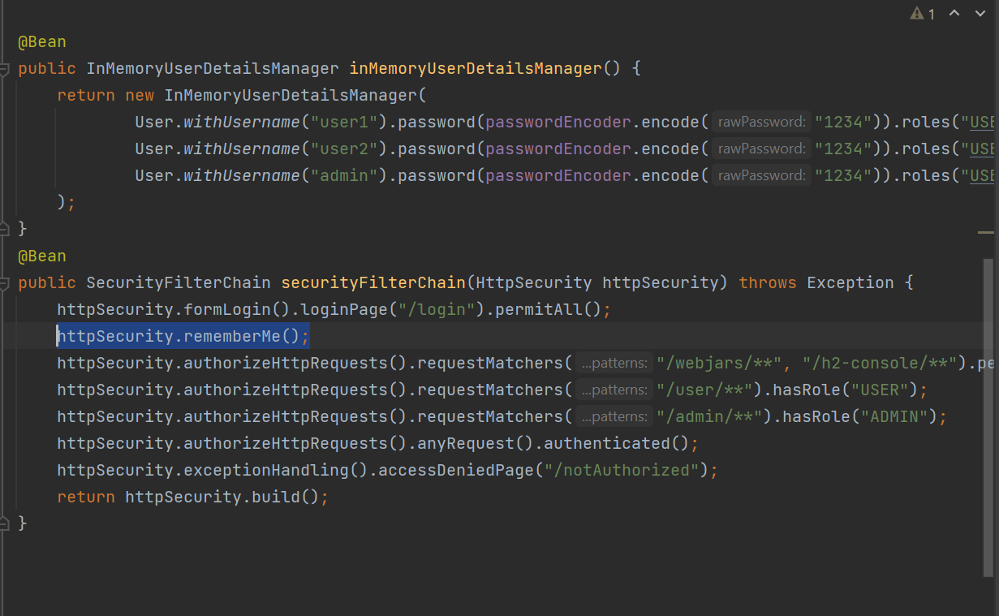 1
@Bean
public InMemoryUserDetailsManager inMemoryUserDetailsManager() {
return new InMemoryUserDetailsManager(
User.withUsername("user1").password(passwordEncoder.encode( rawPassword: "1234")).roles("USE
User.withUsername("user2").password(passwordEncoder.encode( rawPassword: "1234")).roles("USE
User.withUsername("admin").password(passwordEncoder.encode( rawPassword: "1234")).roles("USE
);
}
@Bean
public SecurityFilterChain securityFilterChain(HttpSecurity httpSecurity) throws Exception {
httpSecurity.formLogin().loginPage("/login").permitAll();
httpSecurity.rememberMe();
httpSecurity.authorizeHttpRequests().requestMatchers( ...patterns: "/webjars/**", "/h2-console/**").pe
httpSecurity.authorizeHttpRequests().requestMatchers( ...patterns: "/user/**").hasRole("USER");
httpSecurity.authorizeHttpRequests().requestMatchers( ...patterns: "/admin/**").hasRole("ADMIN");
httpSecurity.authorizeHttpRequests().anyRequest().authenticated();
httpSecurity.exceptionHandling().accessDeniedPage("/notAuthorized");
return httpSecurity.build();
}